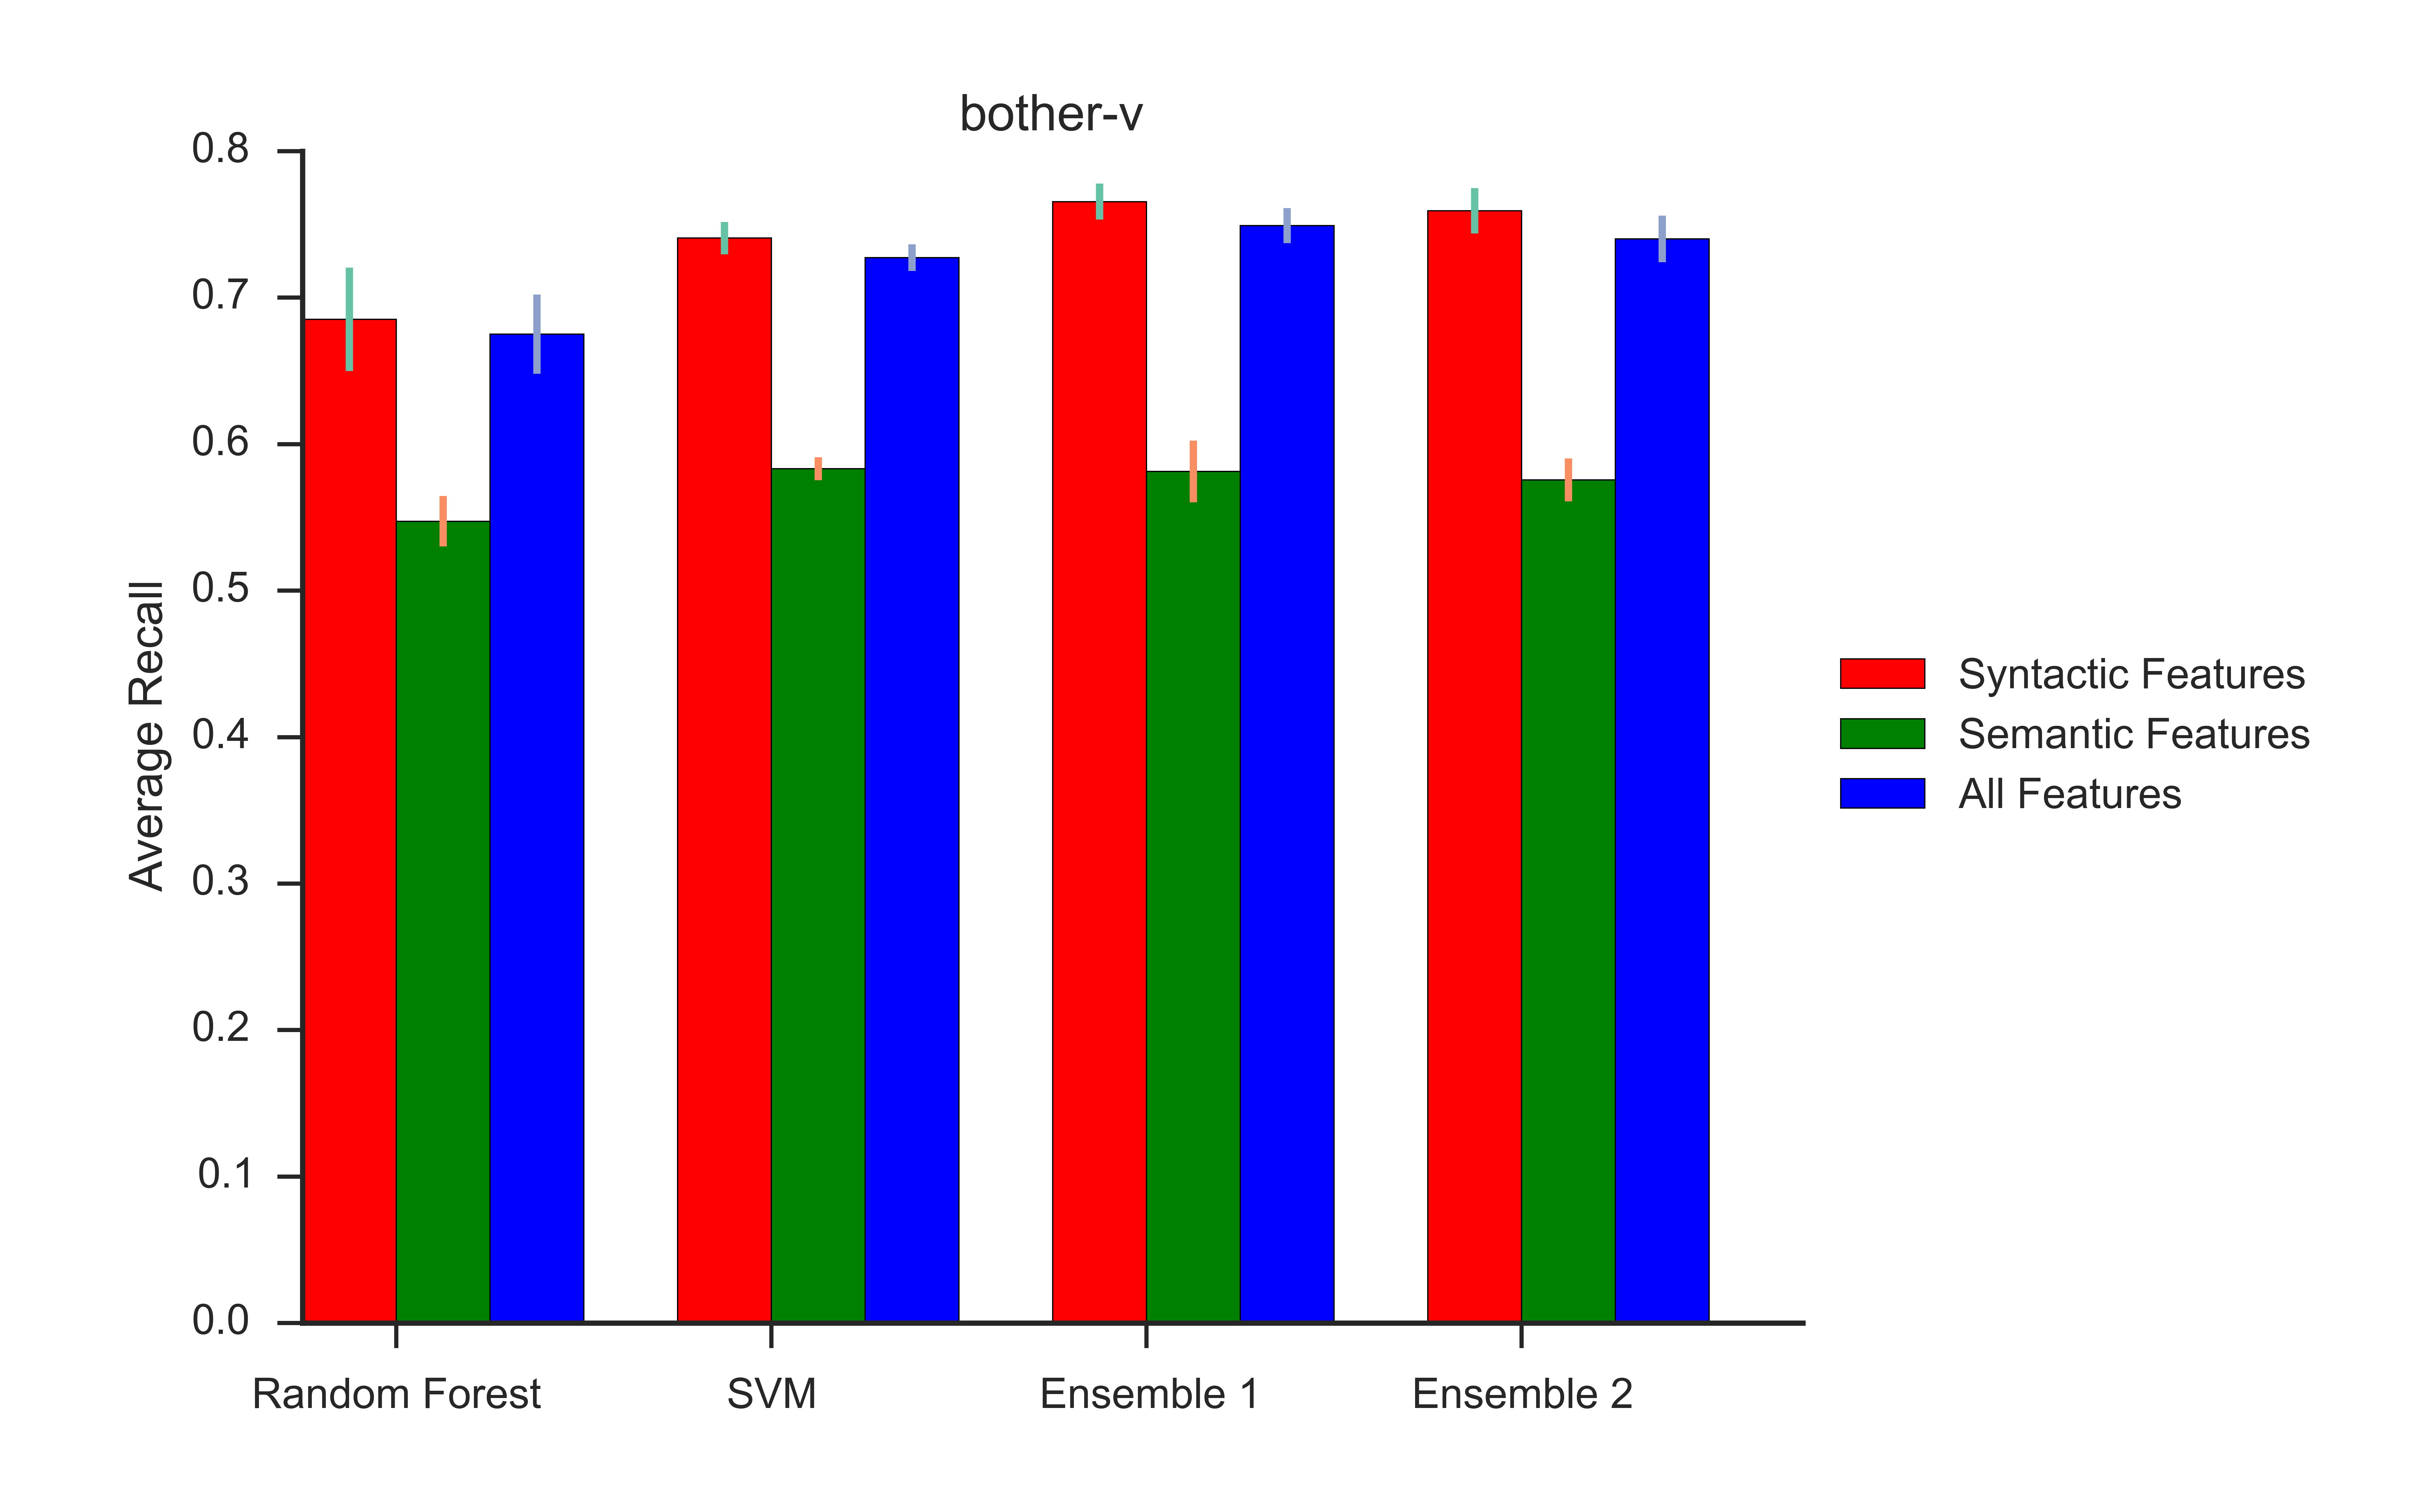 bother-v
0.8
0.7
0.6
0.5
0.4
0.3
0.2
0.1
0.0
Average Recall
Random Forest
SVM
Ensemble 1
Ensemble 2
Syntactic Features
Semantic Features
All Features